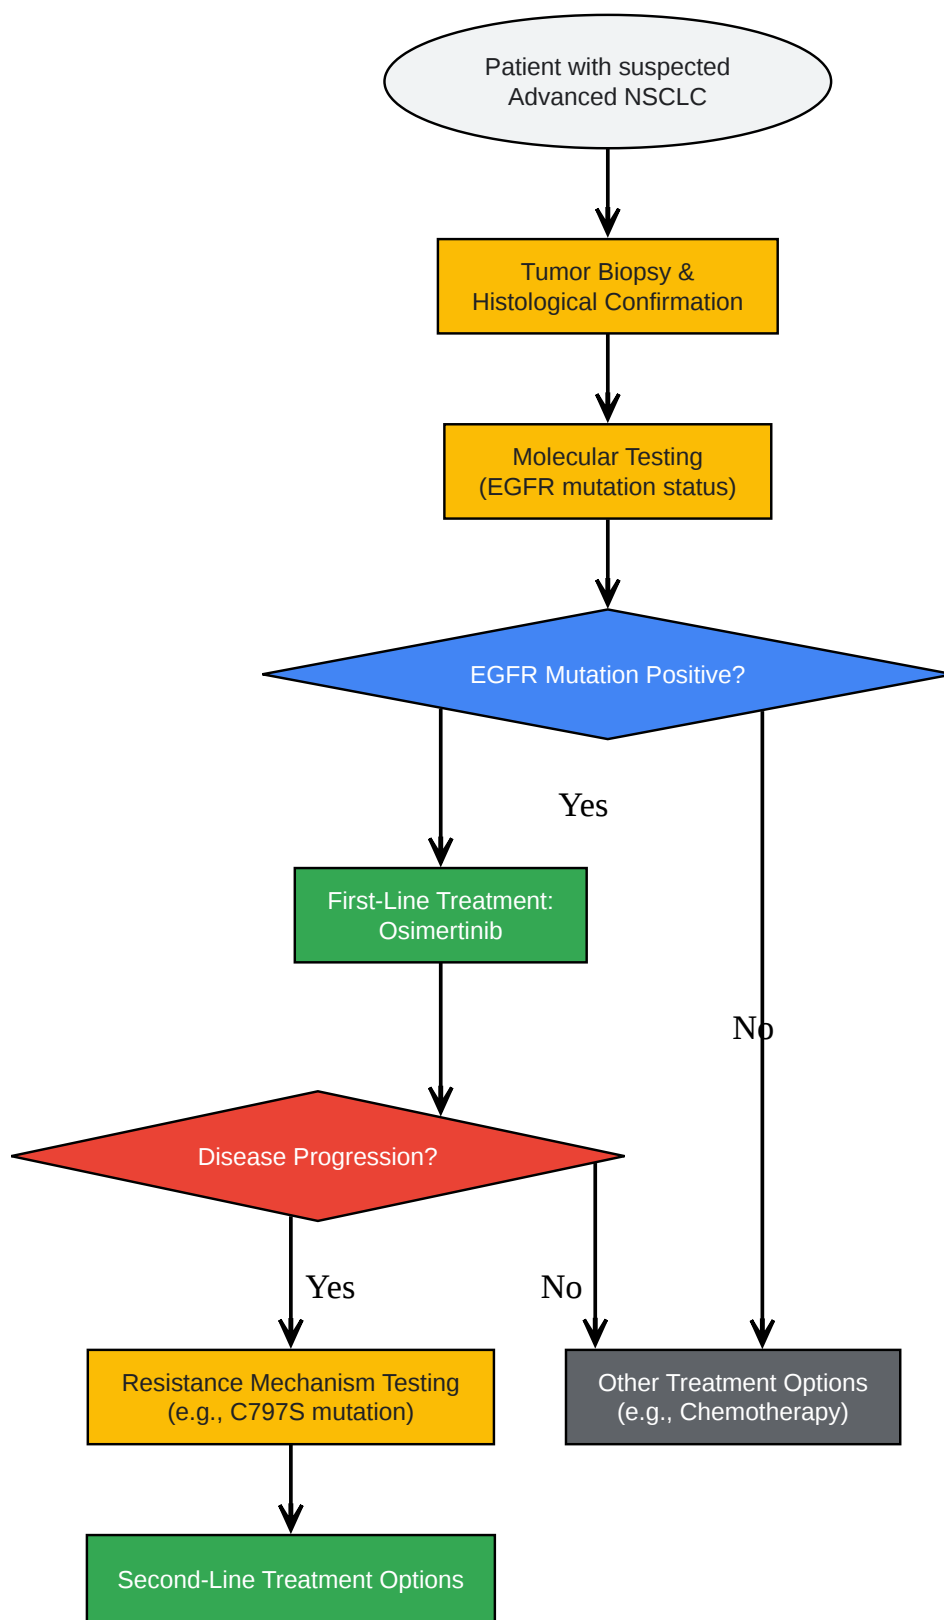 Patient with suspected
Advanced NSCLC
Tumor Biopsy &
Histological Confirmation
Molecular Testing
(EGFR mutation status)
EGFR Mutation Positive?
Yes
First-Line Treatment:
Osimertinib
No
Disease Progression?
Yes
No
Resistance Mechanism Testing
(e.g., C797S mutation)
Other Treatment Options
(e.g., Chemotherapy)
Second-Line Treatment Options